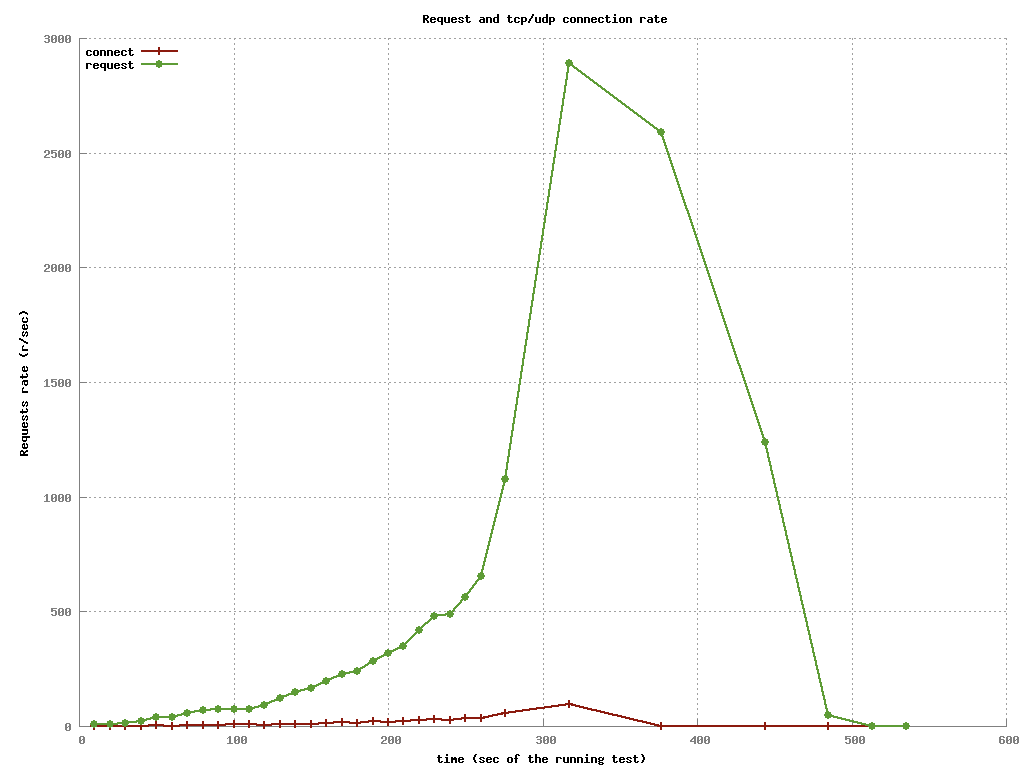 Request and tcp/udp connection rate
connect
request
3000
2500
2000
1500
1000
500
0
Requests rate (r/sec)
0 100 200 300 400 500 600
time (sec of the running test)